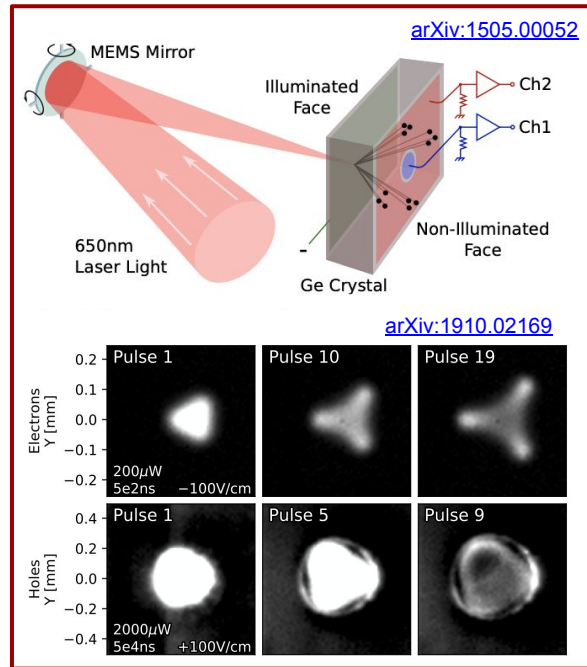 arXiv:1505.00052
MEMS Mirror
Illuminated
Face
Ch2
Ch1
650nm
Laser Light
-
Non-Illuminated
Face
Ge Crystal
arXiv:1910.02169
Electrons
Y [mm]
0.2
0.1
0.0
−0.1
−0.2
Pulse 1
200μW
5e2ns −100V/cm
Pulse 10
Pulse 19
Holes
Y [mm]
0.4
0.2
0.0
−0.2
−0.4
Pulse 1
2000μW
5e4ns +100V/cm
Pulse 5
Pulse 9